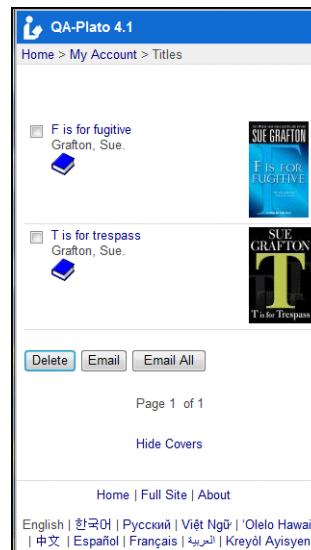 QA-Plato 4.1
Home > My Account > Titles
F is for fugitive
Grafton, Sue.
SUE GRAFTON
F IS FOR
FUGITIVE
T is for trespass
Grafton, Sue.
SUE
GRAFTON
T
T is for Trespass
Delete Email Email All
Page 1 of 1
Hide Covers
Home | Full Site | About
English | 한국어 | Русский | Việt Ngữ | 'Olelo Hawai
| 中文 | Español | Français | العربية | Kreyòl Ayisyen